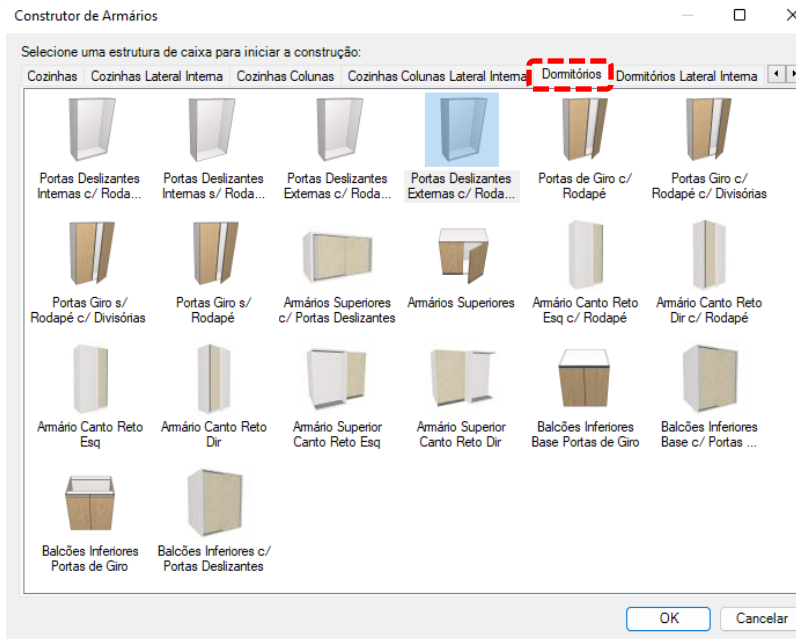 Construtor de Armários
Selecione uma estrutura de caixa para iniciar a construção:
Cozinhas Cozinhas Lateral Interna Cozinhas Colunas Cozinhas Colunas Lateral Interna Dormitórios Dormitórios Lateral Interna
Portas Deslizantes Portas Deslizantes Portas Deslizantes Portas Deslizantes Portas de Giro c/ Portas Giro c/
Internas c/ Roda... Internas s/ Roda... Externas c/ Roda... Externas c/ Roda... Rodapé Rodapé c/ Divisórias
Portas Giro s/ Portas Giro s/ Armários Superiores Armários Superiores Armário Canto Reto Armário Canto Reto
Rodapé c/ Divisórias Rodapé c/ Portas Deslizantes Esq c/ Rodapé Dir c/ Rodapé
Armário Canto Reto Armário Canto Reto Armário Superior Armário Superior Balcões Inferiores Balcões Inferiores
Esq Dir Canto Reto Esq Canto Reto Dir Base Portas de Giro Base c/ Portas ...
Balcões Inferiores Balcões Inferiores c/
Portas de Giro Portas Deslizantes
OK Cancelar